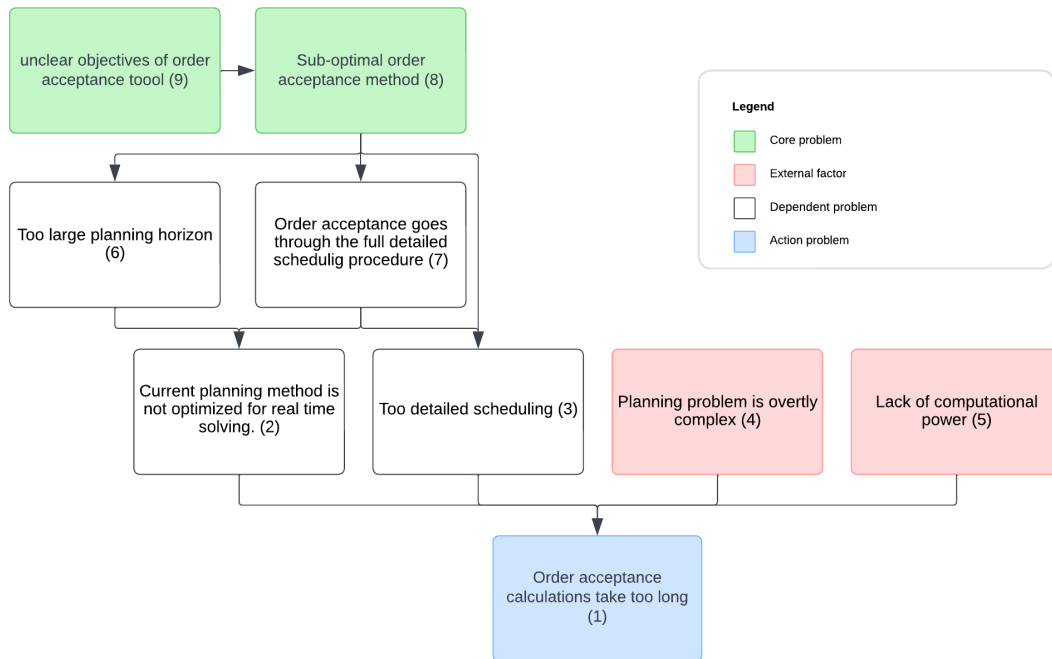 unclear objectives of order
acceptance toool (9)
Sub-optimal order
acceptance method (8)
Legend
Core problem
External factor
Dependent problem
Action problem
Too large planning horizon
(6)
Order acceptance goes
through the full detailed
schedulig procedure (7)
Current planning method is
not optimized for real time
solving. (2)
Too detailed scheduling (3)
Planning problem is overtly
complex (4)
Lack of computational
power (5)
Order acceptance
calculations take too long
(1)